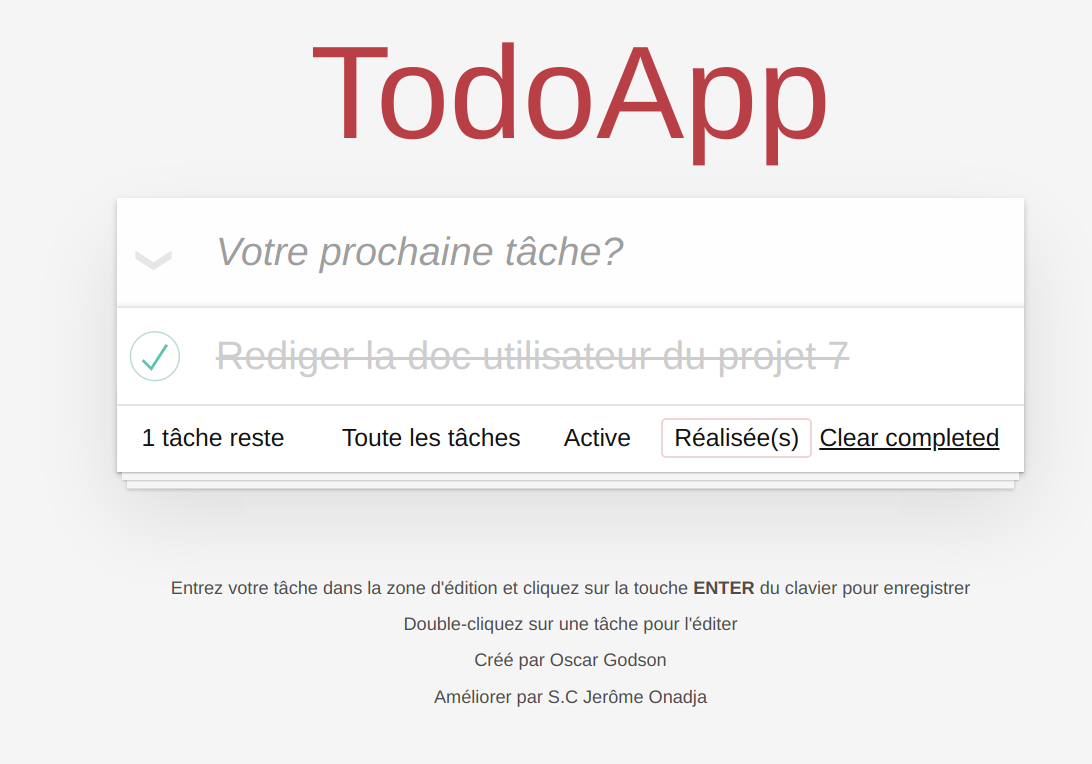 TodoApp
Votre prochaine tâche?
Rediger la doc utilisateur du projet 7
1 tâche reste Toute les tâches Active Réalisée(s) Clear completed
Entrez votre tâche dans la zone d'édition et cliquez sur la touche ENTER du clavier pour enregistrer
Double-cliquez sur une tâche pour l'éditer
Créé par Oscar Godson
Améliorer par S.C Jerôme Onadja